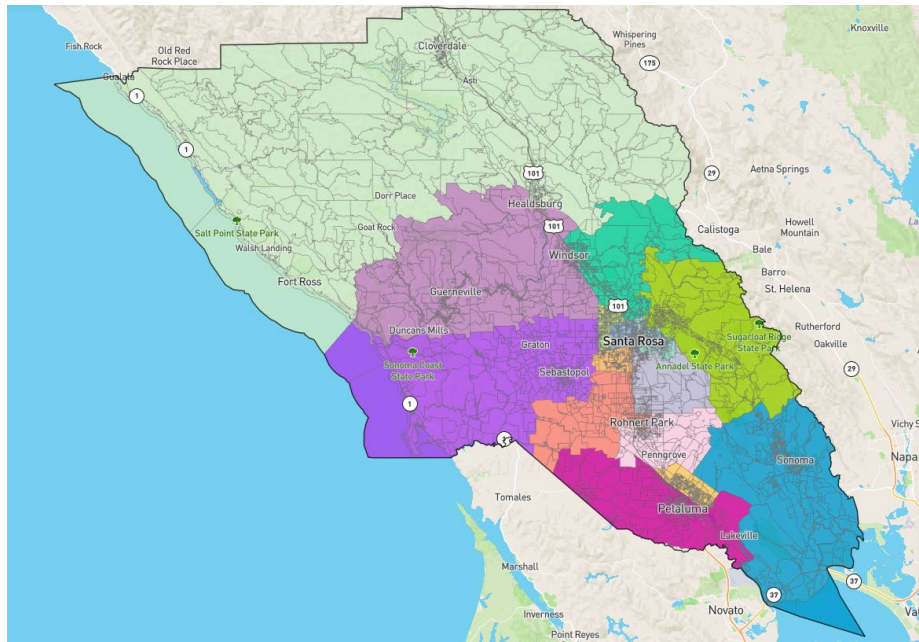 Fish Rock
Old Red
Rock Place
Cloverdale
Whispering
Pines
Knoxville
175
Gualala
Asti
1
1
101
29
Aetna Springs
Dorr Place
Healdsburg
Salt Point State Park
Goat Rock
101
Calistoga
Howell
Mountain
Walsh Landing
Windsor
Bale
Barro
Fort Ross
Guerneville
St. Helena
101
Duncans Mills
Sugarloaf Ridge
State Park
Rutherford
Graton
Santa Rosa
Oakville
Sonoma Coast
State Park
Sebastopol
Annadel State Park
29
1
Rohnert Park
Vichy S
Penngrove
Sonoma
Napa
Tomales
Petaluma
Lakeville
Marshall
37
37
Inverness
Novato
Val
Point Reyes